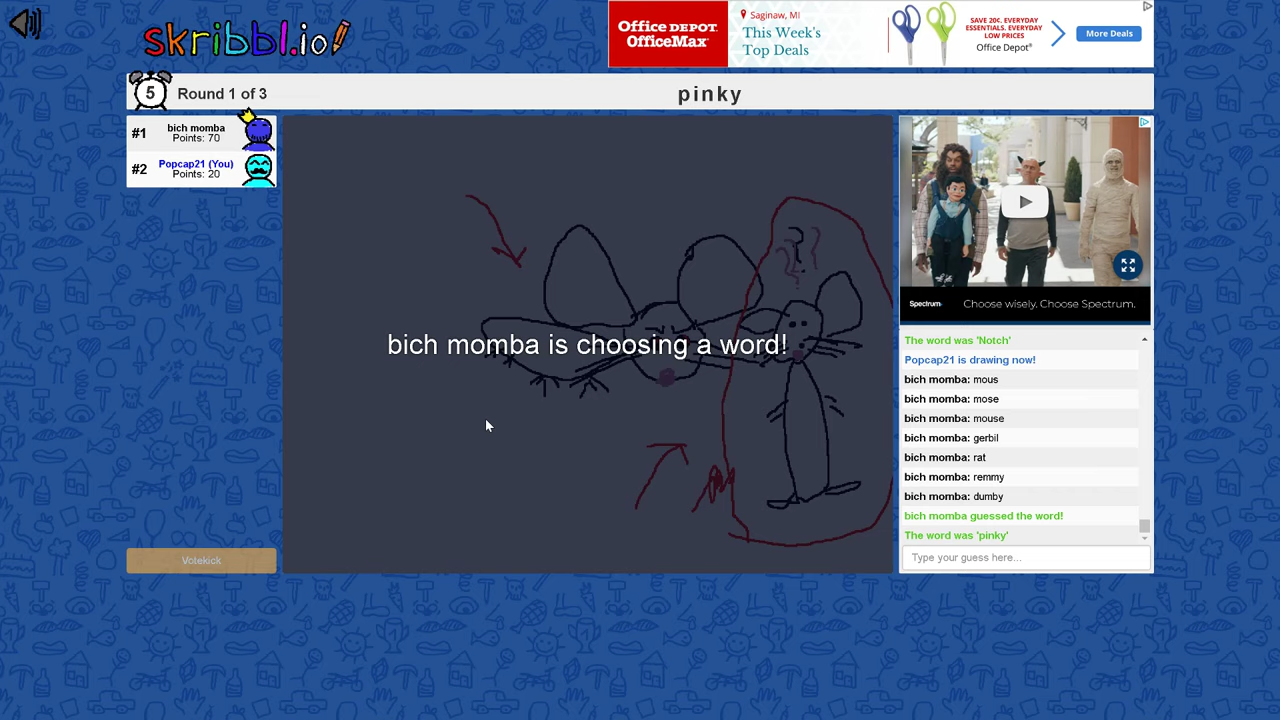 skribbl.io
Office DEPOT
OfficeMax
Saginaw, MI
This Week's
Top Deals
SAVE 20¢. EVERYDAY
ESSENTIALS. EVERYDAY
LOW PRICES
Office Depot
More Deals
5
Round 1 of 3
pinky
#1
bich momba
Points: 70
#2
Popcap21 (You)
Points: 20
???
bich momba is choosing a word!
Votekick
Spectrum
Choose wisely. Choose Spectrum.
The word was 'Notch'
Popcap21 is drawing now!
bich momba: mous
bich momba: mose
bich momba: mouse
bich momba: gerbil
bich momba: rat
bich momba: remmy
bich momba: dumby
bich momba guessed the word!
The word was 'pinky'
Type your guess here...